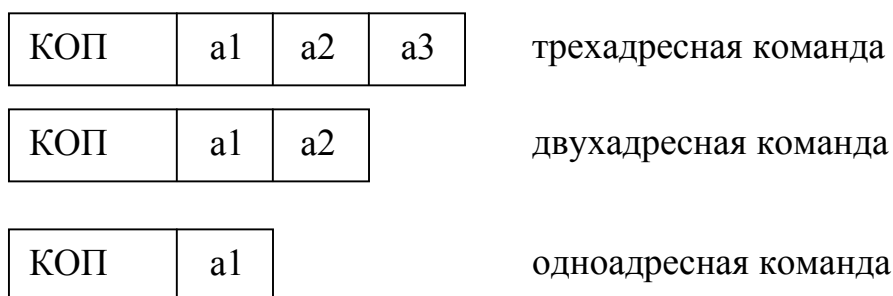 КОП a1 a2 a3 трехадресная команда
КОП a1 a2 двухадресная команда
КОП a1 одноадресная команда